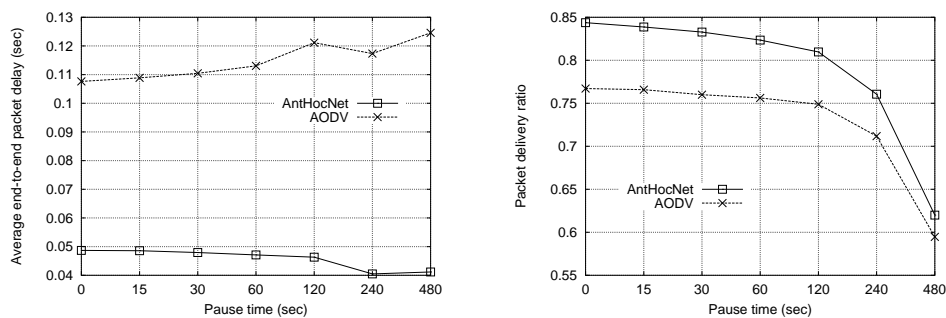 Average end-to-end packet delay (sec)
0.13
0.12
0.11
0.1
0.09
0.08
0.07
0.06
0.05
0.04
AntHocNet
AODV
0 15 30 60 120 240 480
Pause time (sec)
Packet delivery ratio
0.85
0.8
0.75
0.7
0.65
0.6
0.55
AntHocNet
AODV
0 15 30 60 120 240 480
Pause time (sec)